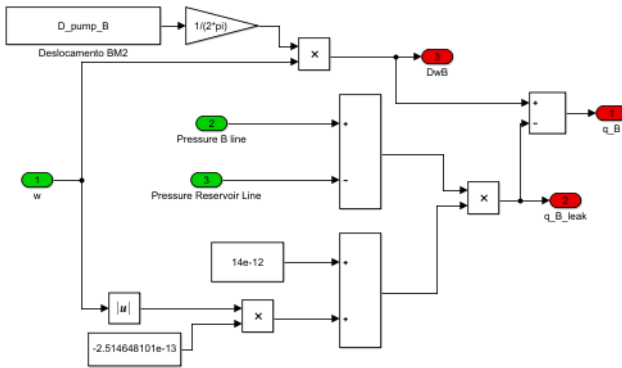 D_pump_B
1/(2*pi)
Deslocamento BM2
×
3
DwB
+
−
1
q_B
2
Pressure B line
+
3
Pressure Reservoir Line
−
1
w
×
2
q_B_leak
14e-12
+
|u|
×
+
-2.514648101e-13